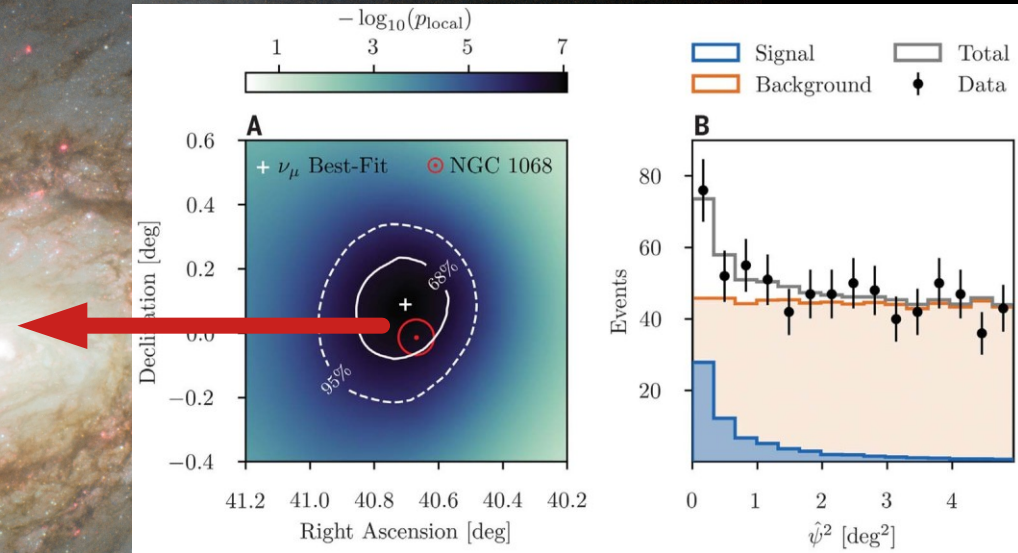 − log₁₀(p_local)
1 3 5 7
Signal
Background
Total
Data
A
+ ν_μ Best-Fit
⊙ NGC 1068
68%
95%
Declination [deg]
0.6
0.4
0.2
0.0
−0.2
−0.4
41.2 41.0 40.8 40.6 40.4 40.2
Right Ascension [deg]
B
Events
80
60
40
20
0 1 2 3 4
ψ̂² [deg²]